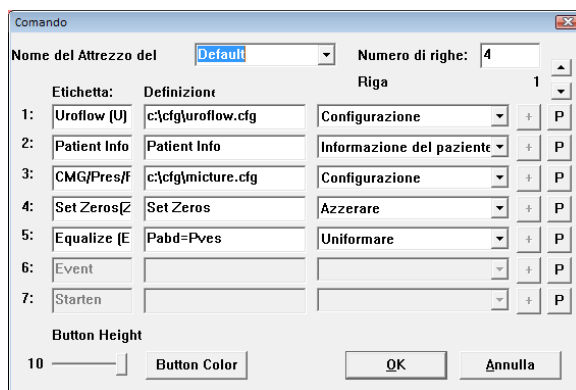 Comando
Nome del Attrezzo del Default Numero di righe: 4
Riga 1
Etichetta: Definizione
1: Uroflow (U) c:\cfg\uroflow.cfg Configurazione + P
2: Patient Info Patient Info Informazione del paziente + P
3: CMG/Pres/F c:\cfg\micture.cfg Configurazione + P
4: Set Zeros(Z Set Zeros Azzerare + P
5: Equalize (E Pabd=Pves Uniformare + P
6: Event + P
7: Starten + P
Button Height
10 Button Color OK Annulla